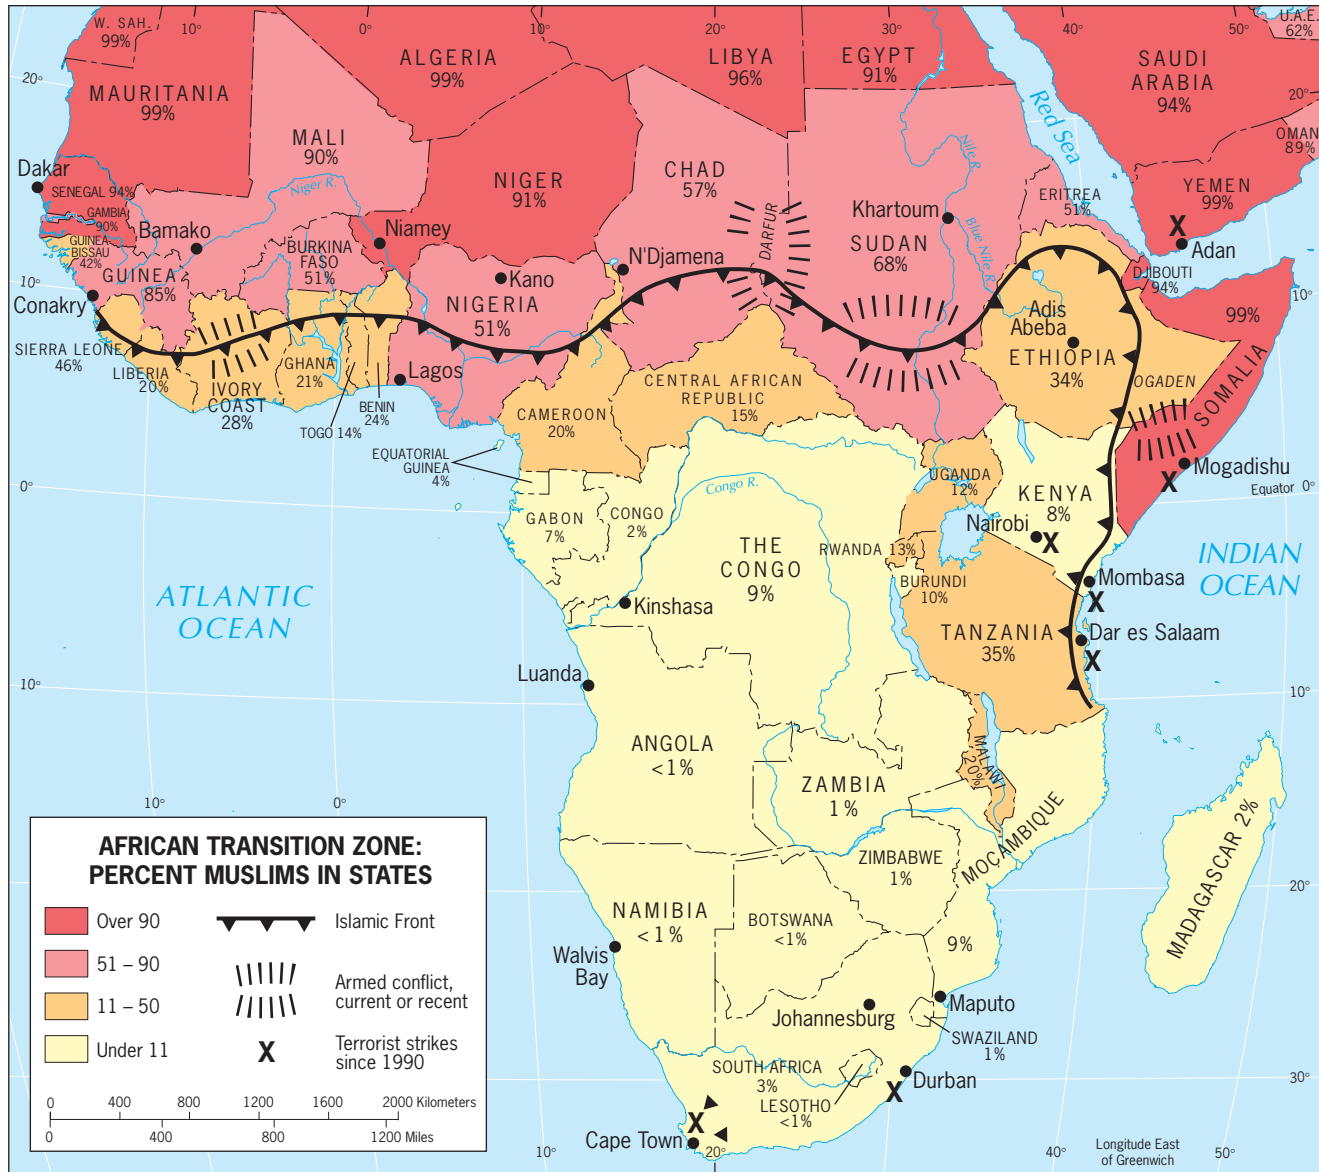 W. SAH.
99%
10°
0°
10°
20°
30°
40°
50°
U.A.E.
62%
ALGERIA
99%
LIBYA
96%
EGYPT
91%
SAUDI
ARABIA
94%
20°
20°
MAURITANIA
99%
MALI
90%
Red Sea
OMAN
89%
Nile R.
Dakar
SENEGAL 94%
Niger R.
NIGER
91%
CHAD
57%
ERITREA
51%
YEMEN
99%
X
Adan
GAMBIA
90%
Bamako
Niamey
Khartoum
DARFUR
Blue Nile R.
GUINEA-
BISSAU
42%
BURKINA
FASO
51%
N'Djamena
SUDAN
68%
10°
GUINEA
85%
Kano
NIGERIA
51%
DJIBOUTI
94%
10°
Conakry
Adis
Abeba
99%
SIERRA LEONE
46%
LIBERIA
20%
IVORY
COAST
28%
GHANA
21%
Lagos
ETHIOPIA
34%
OGADEN
SOMALIA
TOGO 14%
BENIN
24%
CENTRAL AFRICAN
REPUBLIC
15%
CAMEROON
20%
EQUATORIAL
GUINEA
4%
UGANDA
12%
Mogadishu
X
0°
Congo R.
KENYA
8%
Equator
0°
GABON
7%
CONGO
2%
Nairobi
X
THE
CONGO
9%
RWANDA 13%
BURUNDI
10%
INDIAN
OCEAN
ATLANTIC
OCEAN
Kinshasa
Mombasa
X
TANZANIA
35%
Dar es Salaam
X
10°
Luanda
10°
ANGOLA
<1%
ZAMBIA
1%
MALAWI
20%
10°
0°
MOÇAMBIQUE
9%
MADAGASCAR 2%
ZIMBABWE
1%
20°
NAMIBIA
<1%
BOTSWANA
<1%
Walvis
Bay
Johannesburg
Maputo
SWAZILAND
1%
SOUTH AFRICA
3%
LESOTHO
<1%
Durban
X
30°
X
Cape Town
10°
20°
30°
40°
50°
Longitude East
of Greenwich
AFRICAN TRANSITION ZONE:
PERCENT MUSLIMS IN STATES
Over 90
51 – 90
11 – 50
Under 11
Islamic Front
Armed conflict,
current or recent
X
Terrorist strikes
since 1990
0 400 800 1200 1600 2000 Kilometers
0 400 800 1200 Miles